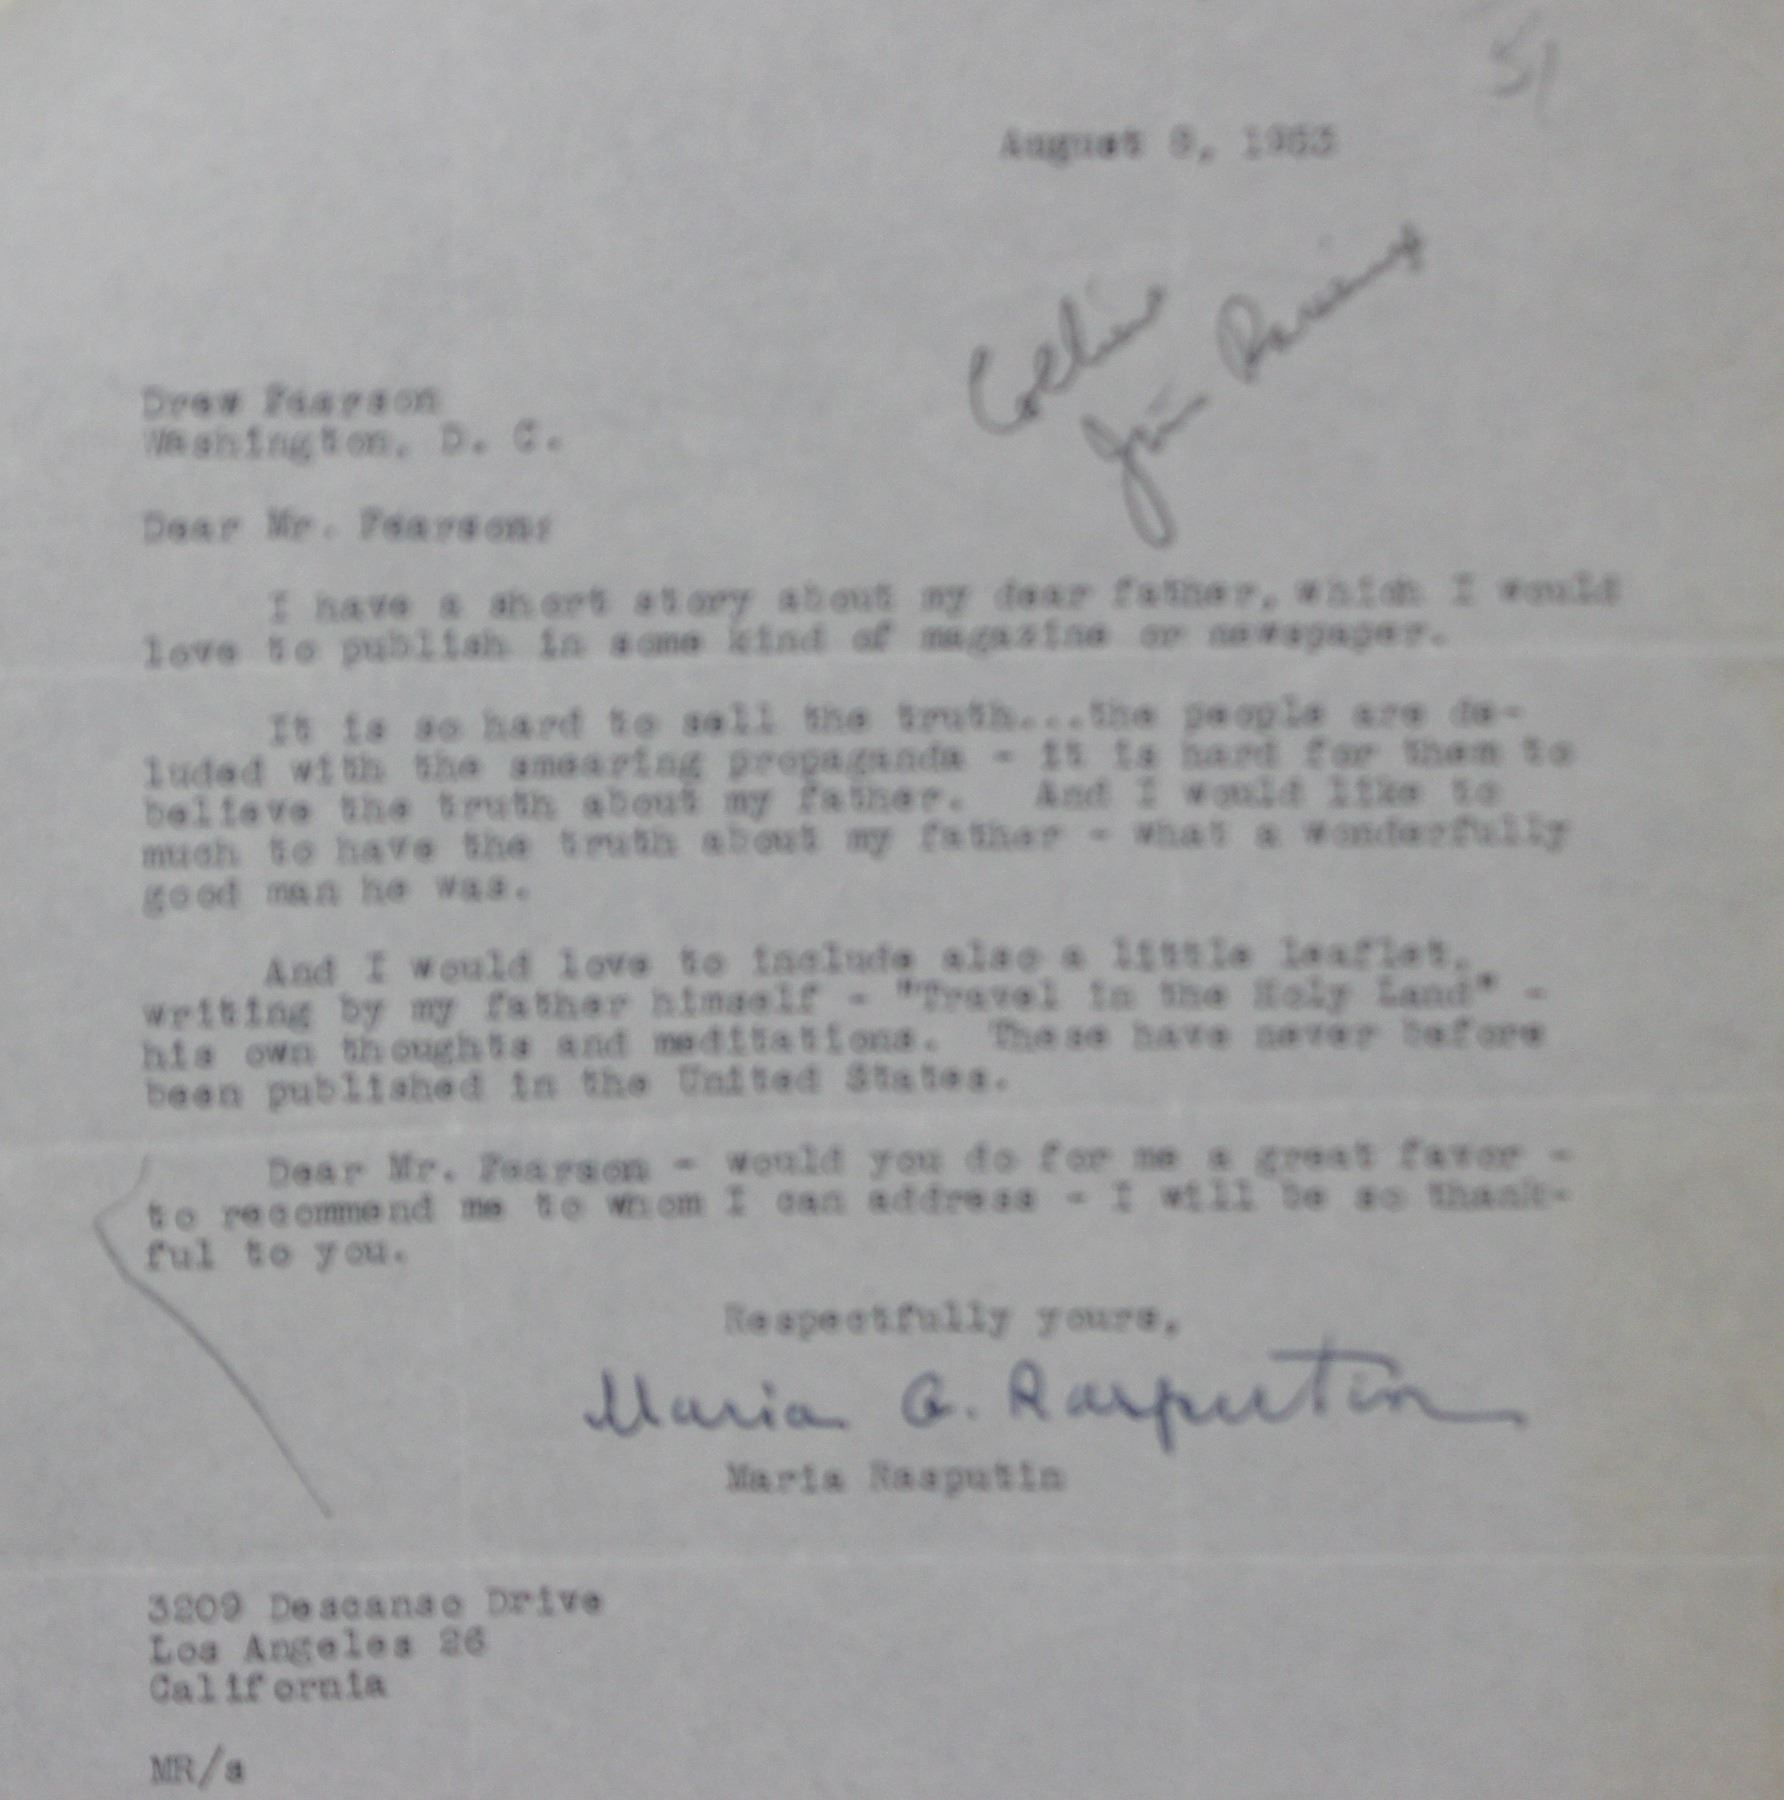 August 8, 1953
Drew Pearson
Washington, D. C.
Dear Mr. Pearson:
I have a short story about my dear father, which I would
love to publish in some kind of magazine or newspaper.
It is so hard to sell the truth...the people are de-
luded with the smearing propaganda - it is hard for them to
believe the truth about my father. And I would like to
much to have the truth about my father - what a wonderfully
good man he was.
And I would love to include also a little leaflet,
writing by my father himself - "Travel in the Holy Land" -
his own thoughts and meditations. These have never before
been published in the United States.
Dear Mr. Pearson - would you do for me a great favor -
to recommend me to whom I can address - I will be so thank-
ful to you.
Respectfully yours,
Maria G. Rasputin
Maria Rasputin
3209 Descanso Drive
Los Angeles 26
California
MR/s